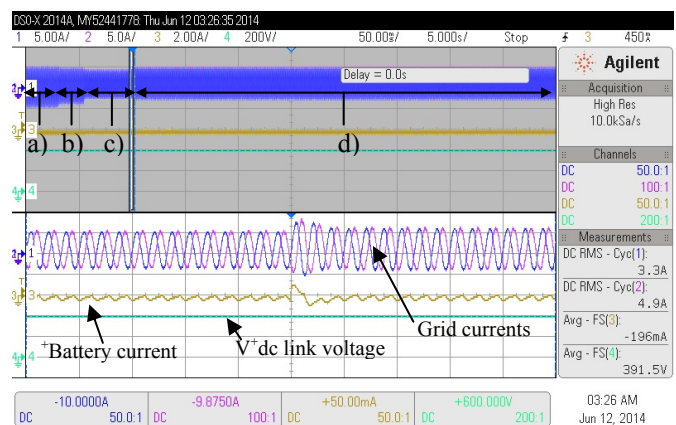 DSO-X 2014A, MY52441778: Thu Jun 12 03:26:35 2014
1 5.00A/ 2 5.0A/ 3 2.00A/ 4 200V/ 50.00ms/ 5.000s/ Stop 3 450%
Agilent
Delay = 0.0s
Acquisition
High Res
10.0kSa/s
a) b) c) d)
Channels
DC 50.0:1
DC 100:1
DC 50.0:1
DC 200:1
Measurements
DC RMS - Cyc(1):
3.3A
DC RMS - Cyc(2):
4.9A
Avg - FS(3):
-196mA
Avg - FS(4):
391.5V
Grid currents
+Battery current
V+dc link voltage
-10.0000A -9.8750A +50.00mA +600.000V
DC 50.0:1 DC 100:1 DC 50.0:1 DC 200:1
03:26 AM
Jun 12, 2014